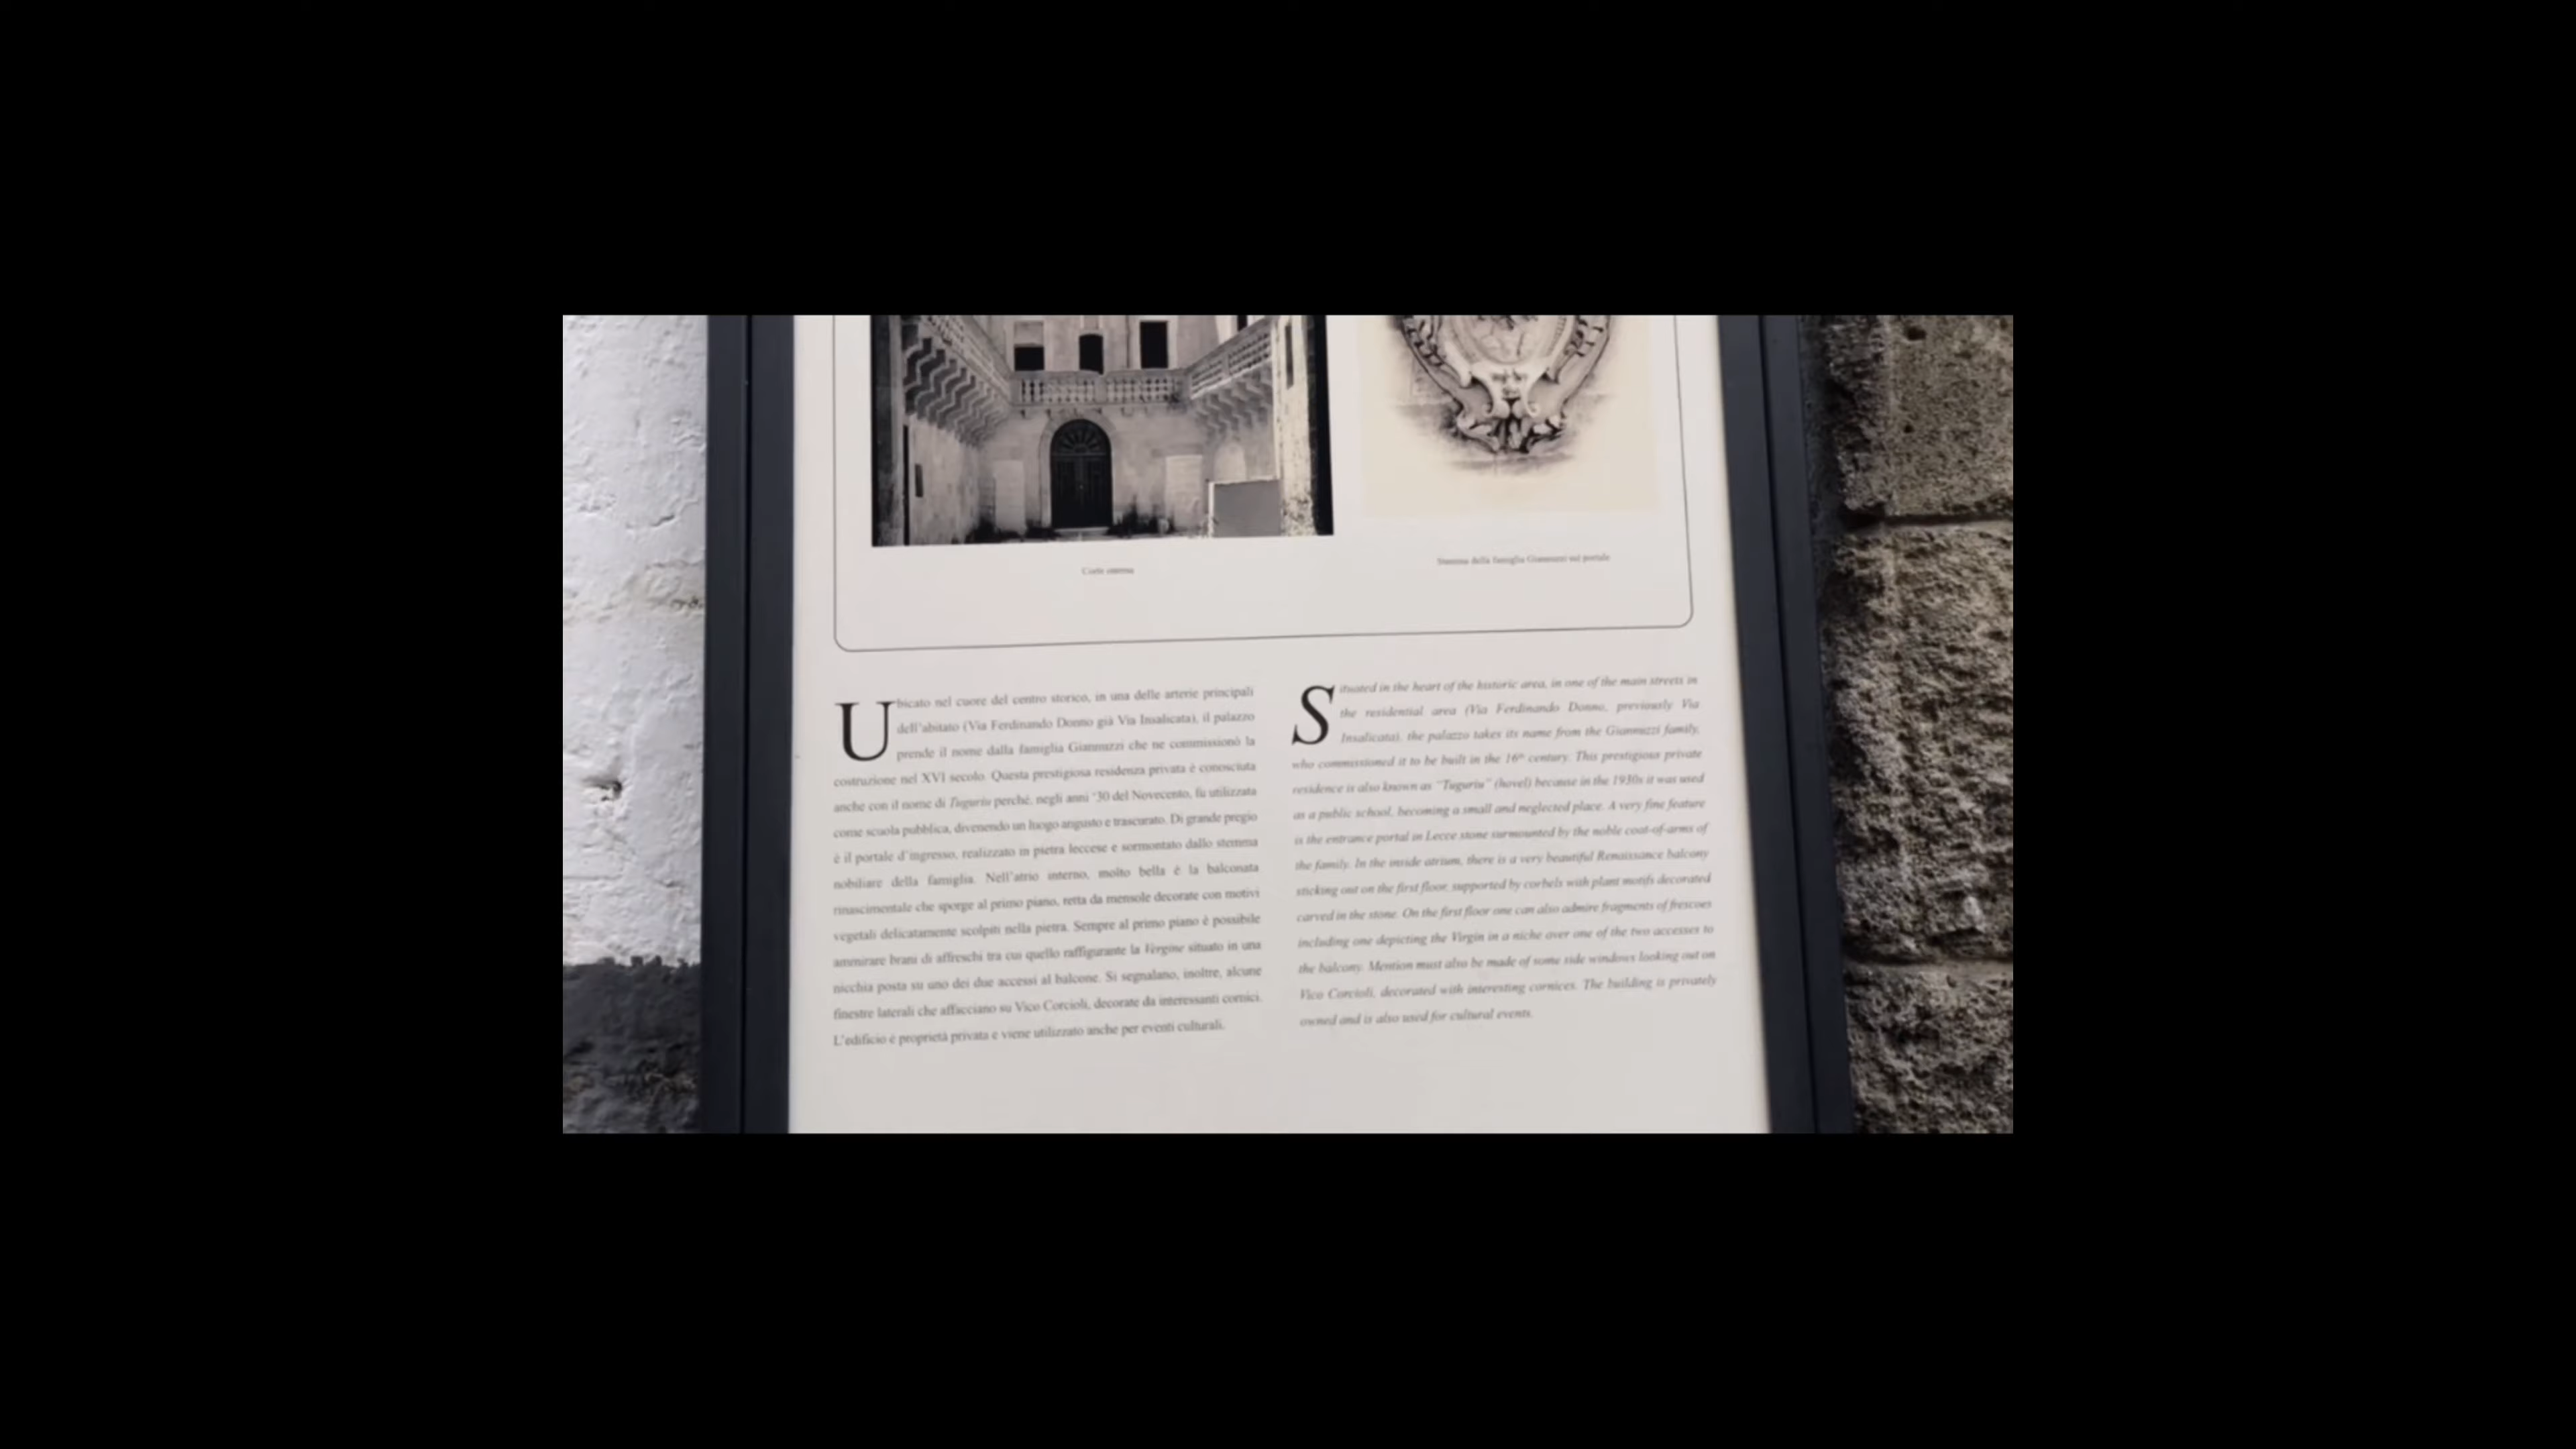 Corte interna
Stemma della famiglia Giannuzzi sul portale
Ubicato nel cuore del centro storico, in una delle arterie principali
dell'abitato (Via Ferdinando Donno già Via Insalicata), il palazzo
prende il nome dalla famiglia Giannuzzi che ne commissionò la
costruzione nel XVI secolo. Questa prestigiosa residenza privata è conosciuta
anche con il nome di Tuguriu perché, negli anni '30 del Novecento, fu utilizzata
come scuola pubblica, divenendo un luogo angusto e trascurato. Di grande pregio
è il portale d'ingresso, realizzato in pietra leccese e sormontato dallo stemma
nobiliare della famiglia. Nell'atrio interno, molto bella è la balconata
rinascimentale che sporge al primo piano, retta da mensole decorate con motivi
vegetali delicatamente scolpiti nella pietra. Sempre al primo piano è possibile
ammirare brani di affreschi tra cui quello raffigurante la Vergine situato in una
nicchia posta su uno dei due accessi al balcone. Si segnalano, inoltre, alcune
finestre laterali che affacciano su Vico Corcioli, decorate da interessanti cornici.
L'edificio è proprietà privata e viene utilizzato anche per eventi culturali.
Situated in the heart of the historic area, in one of the main streets in
the residential area (Via Ferdinando Donno, previously Via
Insalicata), the palazzo takes its name from the Giannuzzi family,
who commissioned it to be built in the 16th century. This prestigious private
residence is also known as "Tuguriu" (hovel) because in the 1930s it was used
as a public school, becoming a small and neglected place. A very fine feature
is the entrance portal in Lecce stone surmounted by the noble coat-of-arms of
the family. In the inside atrium, there is a very beautiful Renaissance balcony
sticking out on the first floor, supported by corbels with plant motifs decorated
carved in the stone. On the first floor one can also admire fragments of frescoes
including one depicting the Virgin in a niche over one of the two accesses to
the balcony. Mention must also be made of some side windows looking out on
Vico Corcioli, decorated with interesting cornices. The building is privately
owned and is also used for cultural events.